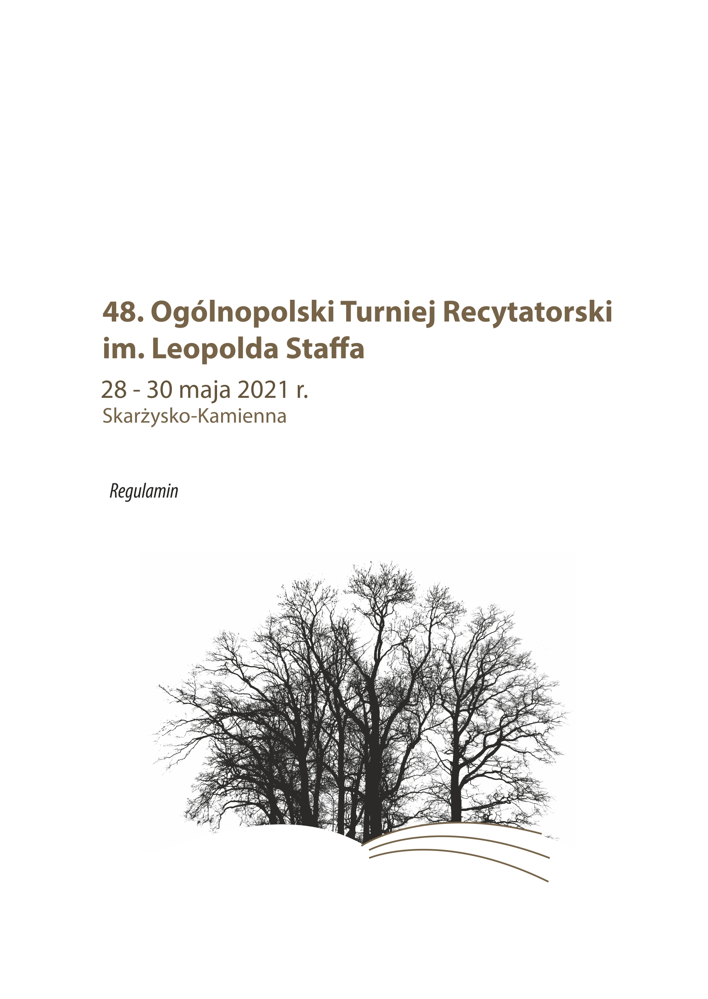 48. Ogólnopolski Turniej Recytatorski
im. Leopolda Staffa
28 - 30 maja 2021 r.
Skarżysko-Kamienna
Regulamin